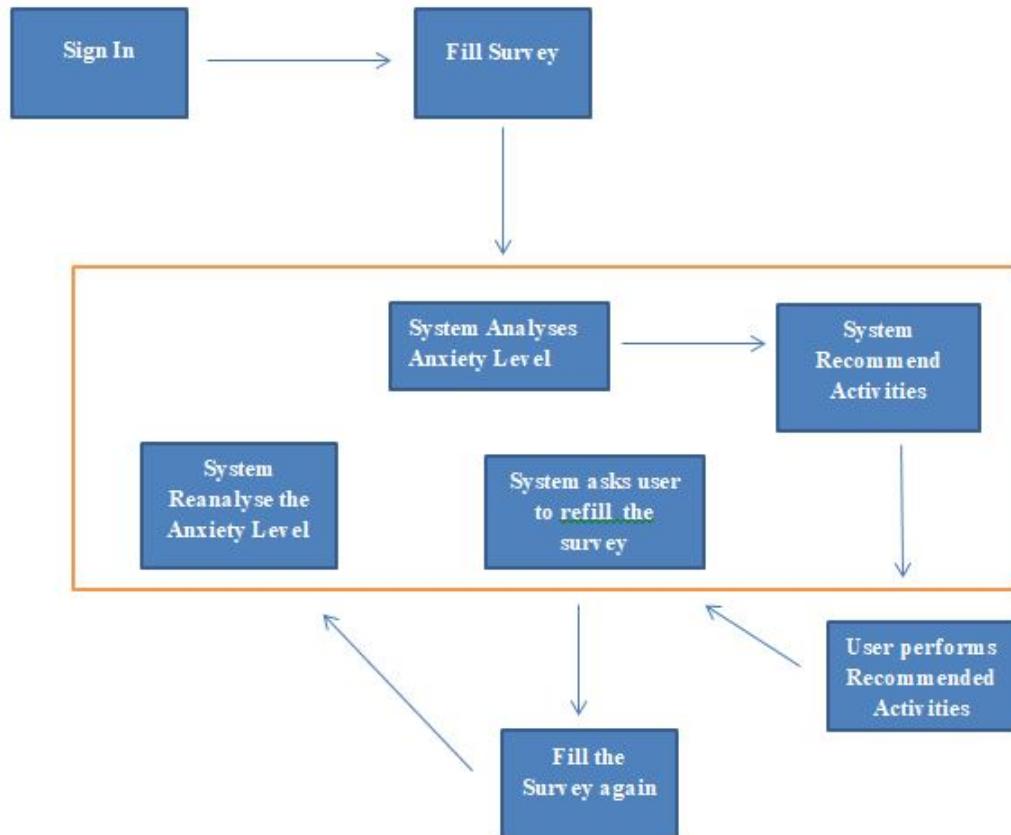 Sign In
Fill Survey
System Analyses
Anxiety Level
System
Recommend
Activities
System
Reanalyse the
Anxiety Level
System asks user
to refill the
survey
User performs
Recommended
Activities
Fill the
Survey again